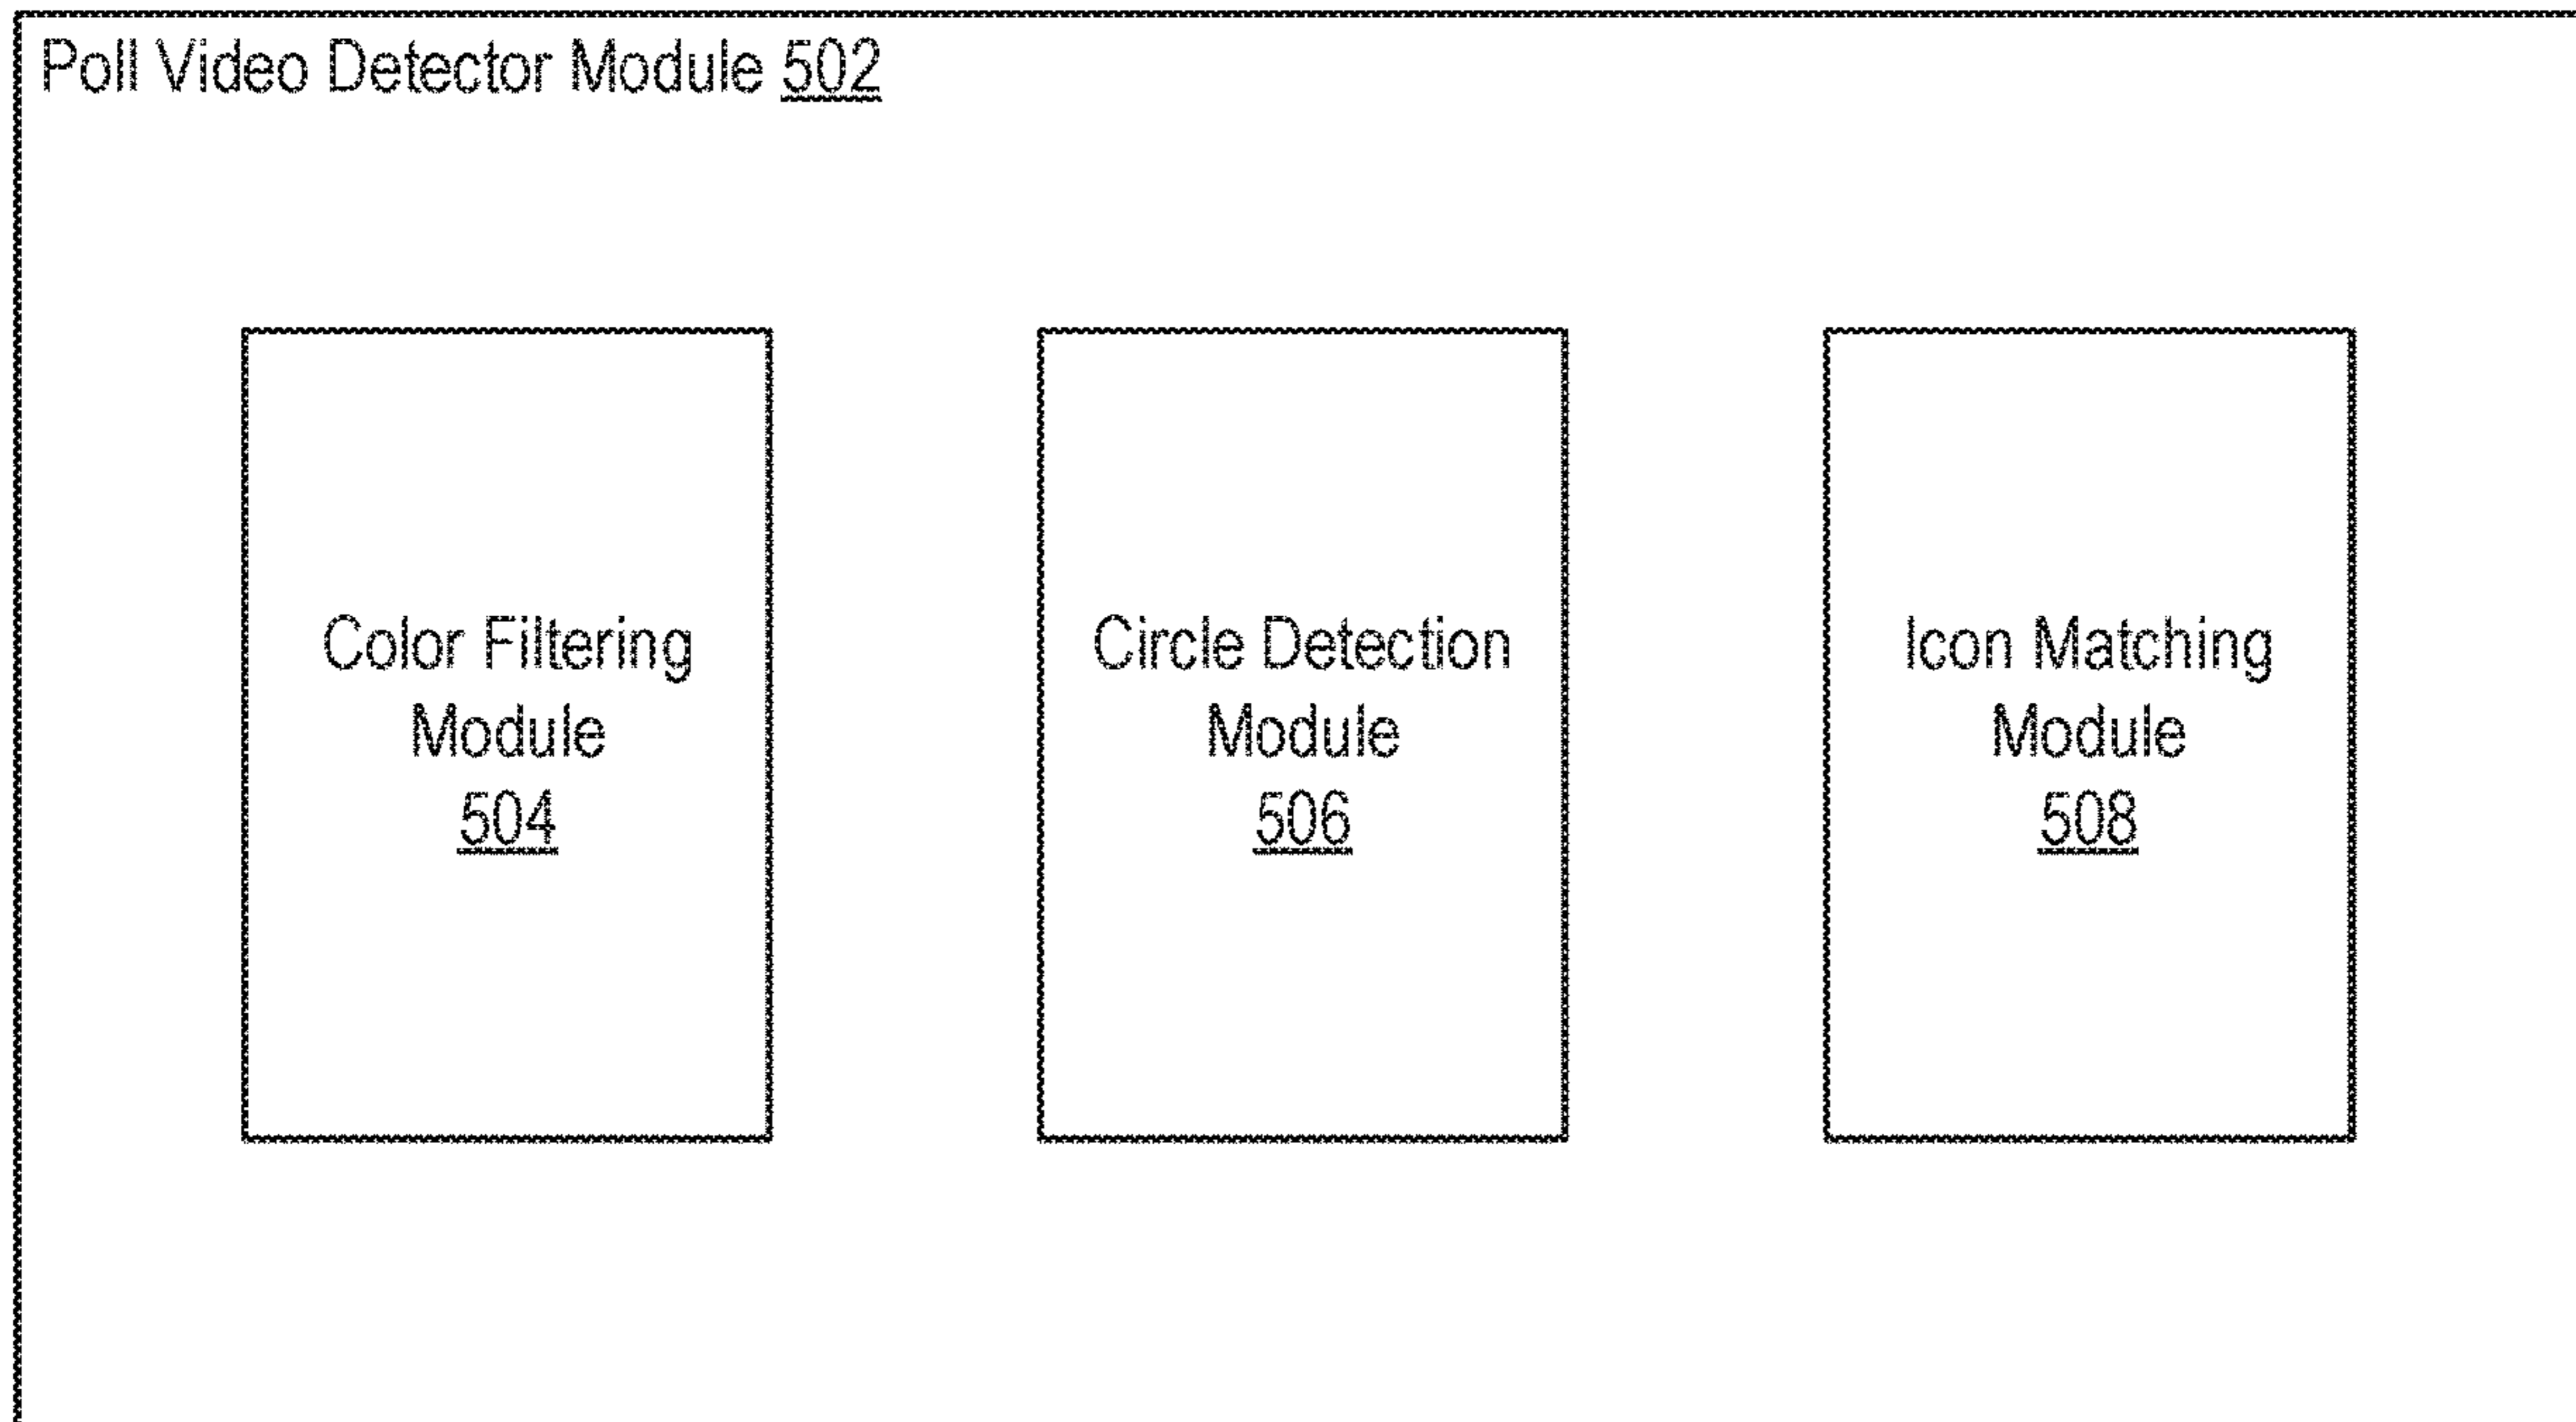 Poll Video Detector Module 502
Color Filtering
Module
504
Circle Detection
Module
506
Icon Matching
Module
508